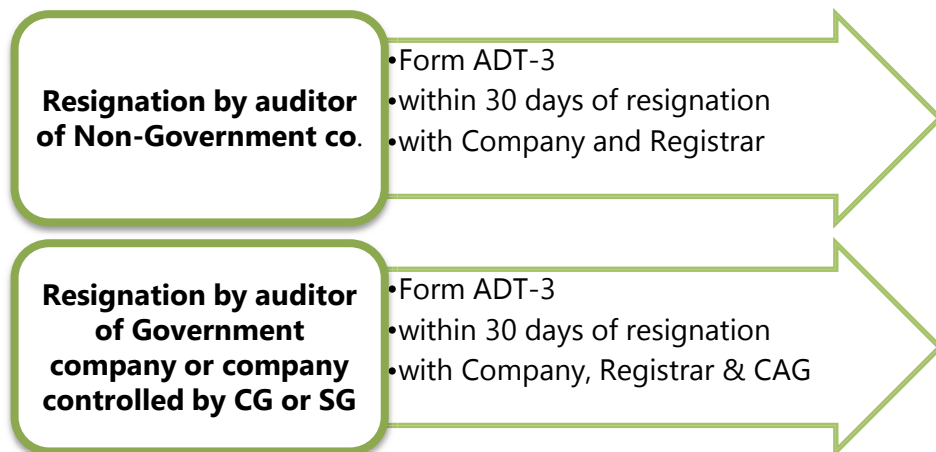 Resignation by auditor
of Non-Government co.
•Form ADT-3
•within 30 days of resignation
•with Company and Registrar
Resignation by auditor
of Government
company or company
controlled by CG or SG
•Form ADT-3
•within 30 days of resignation
•with Company, Registrar & CAG